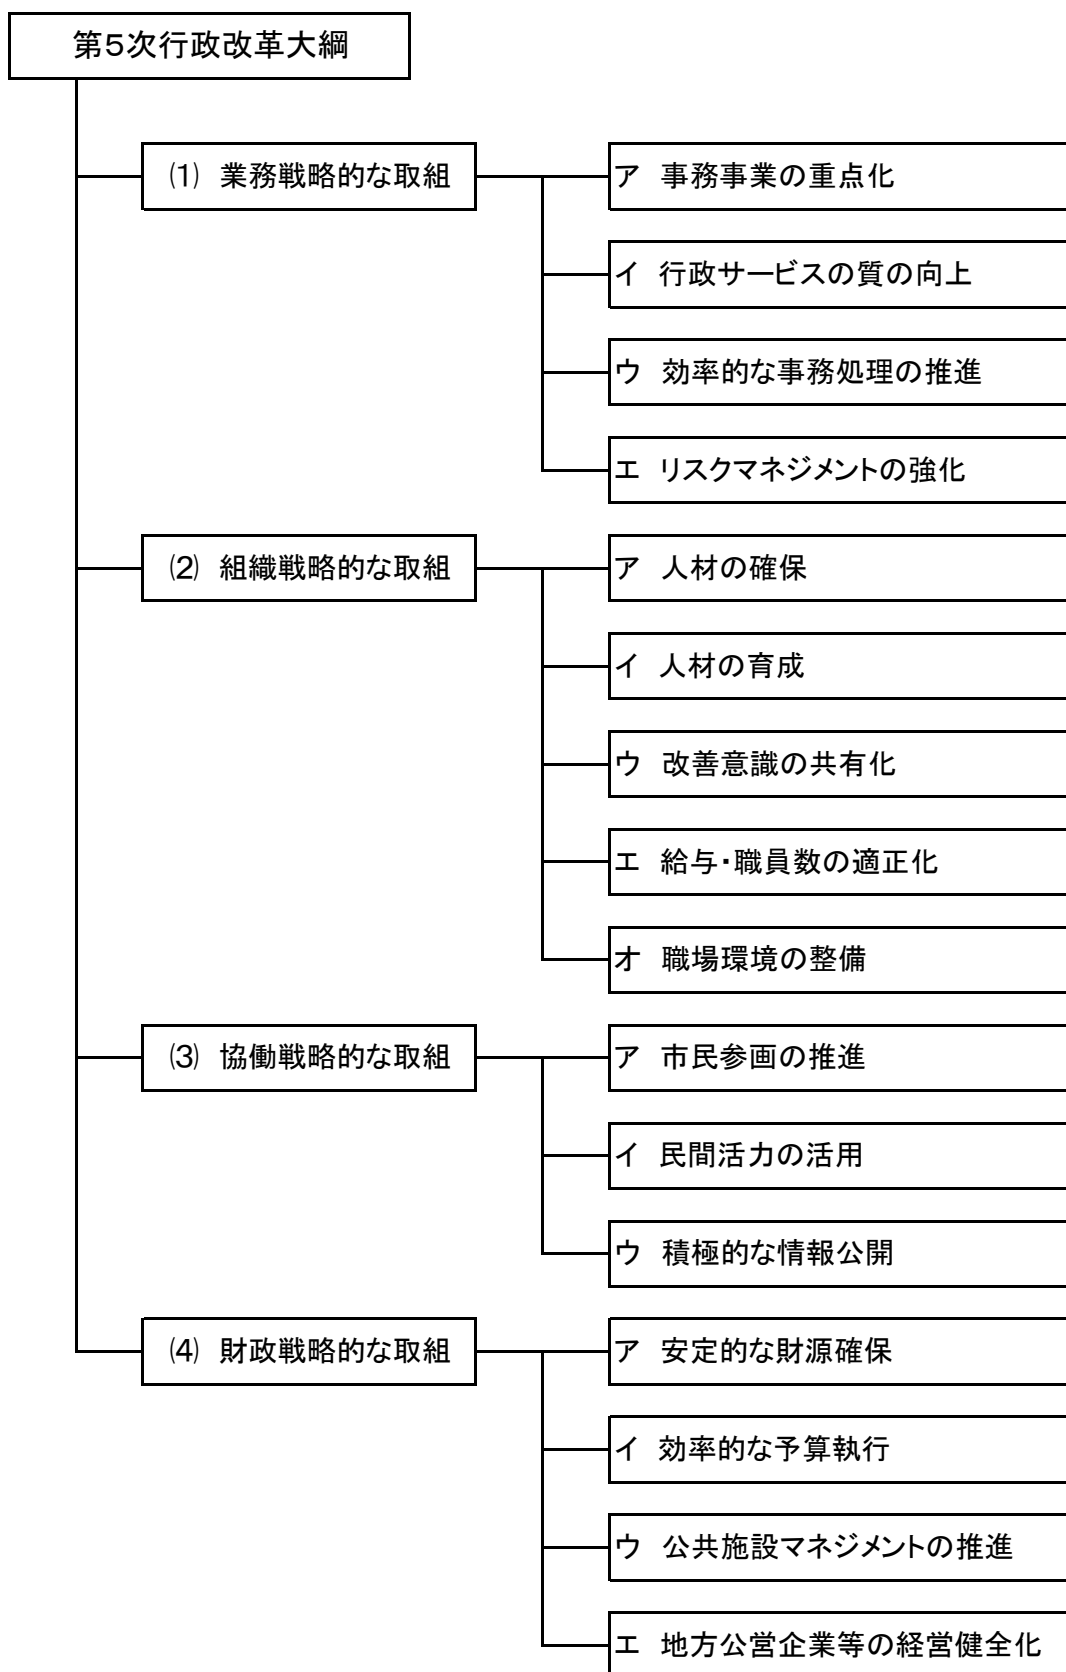 第5次行政改革大綱
⑴ 業務戦略的な取組
ア 事務事業の重点化
イ 行政サービスの質の向上
ウ 効率的な事務処理の推進
エ リスクマネジメントの強化
⑵ 組織戦略的な取組
ア 人材の確保
イ 人材の育成
ウ 改善意識の共有化
エ 給与・職員数の適正化
オ 職場環境の整備
⑶ 協働戦略的な取組
ア 市民参画の推進
イ 民間活力の活用
ウ 積極的な情報公開
⑷ 財政戦略的な取組
ア 安定的な財源確保
イ 効率的な予算執行
ウ 公共施設マネジメントの推進
エ 地方公営企業等の経営健全化